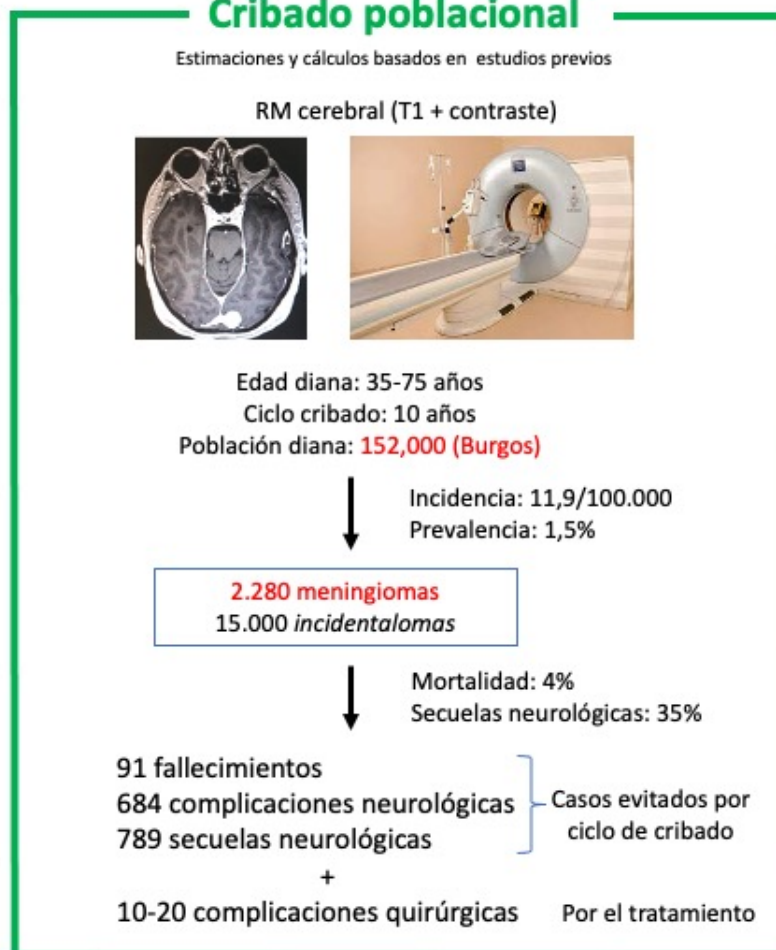 Cribado poblacional
Estimaciones y cálculos basados en estudios previos
RM cerebral (T1 + contraste)
Edad diana: 35-75 años
Ciclo cribado: 10 años
Población diana: 152,000 (Burgos)
Incidencia: 11,9/100.000
Prevalencia: 1,5%
2.280 meningiomas
15.000 incidentalomas
Mortalidad: 4%
Secuelas neurológicas: 35%
91 fallecimientos
684 complicaciones neurológicas
789 secuelas neurológicas
Casos evitados por
ciclo de cribado
+
10-20 complicaciones quirúrgicas
Por el tratamiento